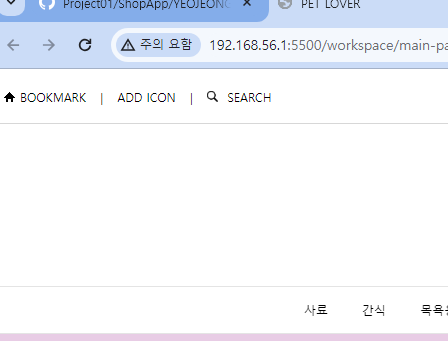 Project01/ShopApp/YEOJEONG
PET LOVER
주의 요함 192.168.56.1:5500/workspace/main-pa
BOOKMARK | ADD ICON | SEARCH
사료 간식 목욕